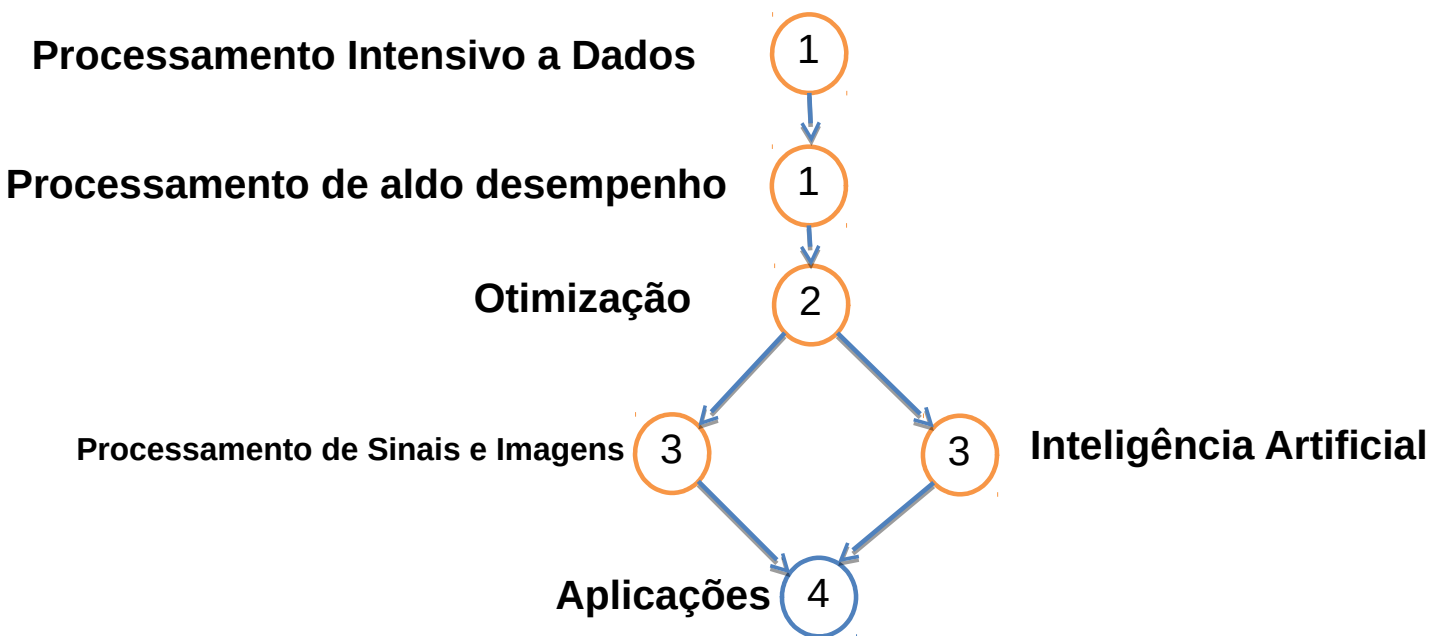 Processamento Intensivo a Dados 1
Processamento de aldo desempenho 1
Otimização 2
Processamento de Sinais e Imagens 3 3 Inteligência Artificial
Aplicações 4